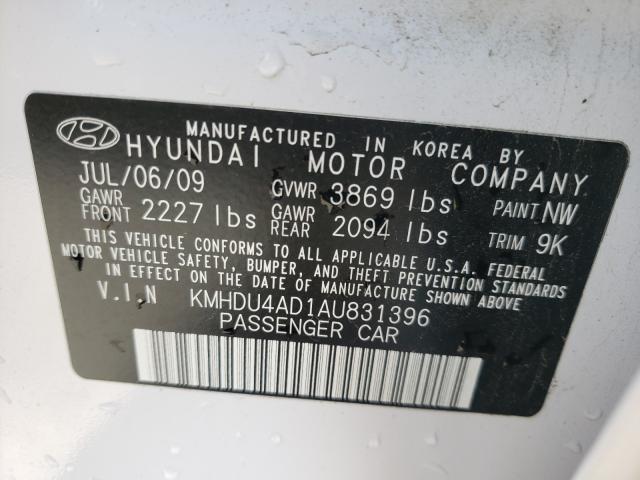 MANUFACTURED IN KOREA BY
HYUNDAI MOTOR COMPANY.
JUL/06/09 GVWR 3869 lbs PAINT NW
GAWR FRONT 2227 lbs GAWR REAR 2094 lbs TRIM 9K
THIS VEHICLE CONFORMS TO ALL APPLICABLE U.S.A. FEDERAL
MOTOR VEHICLE SAFETY, BUMPER, AND THEFT PREVENTION STANDARDS
IN EFFECT ON THE DATE OF MANUFACTURE SHOWN ABOVE.
V.I.N KMHDU4AD1AU831396
PASSENGER CAR